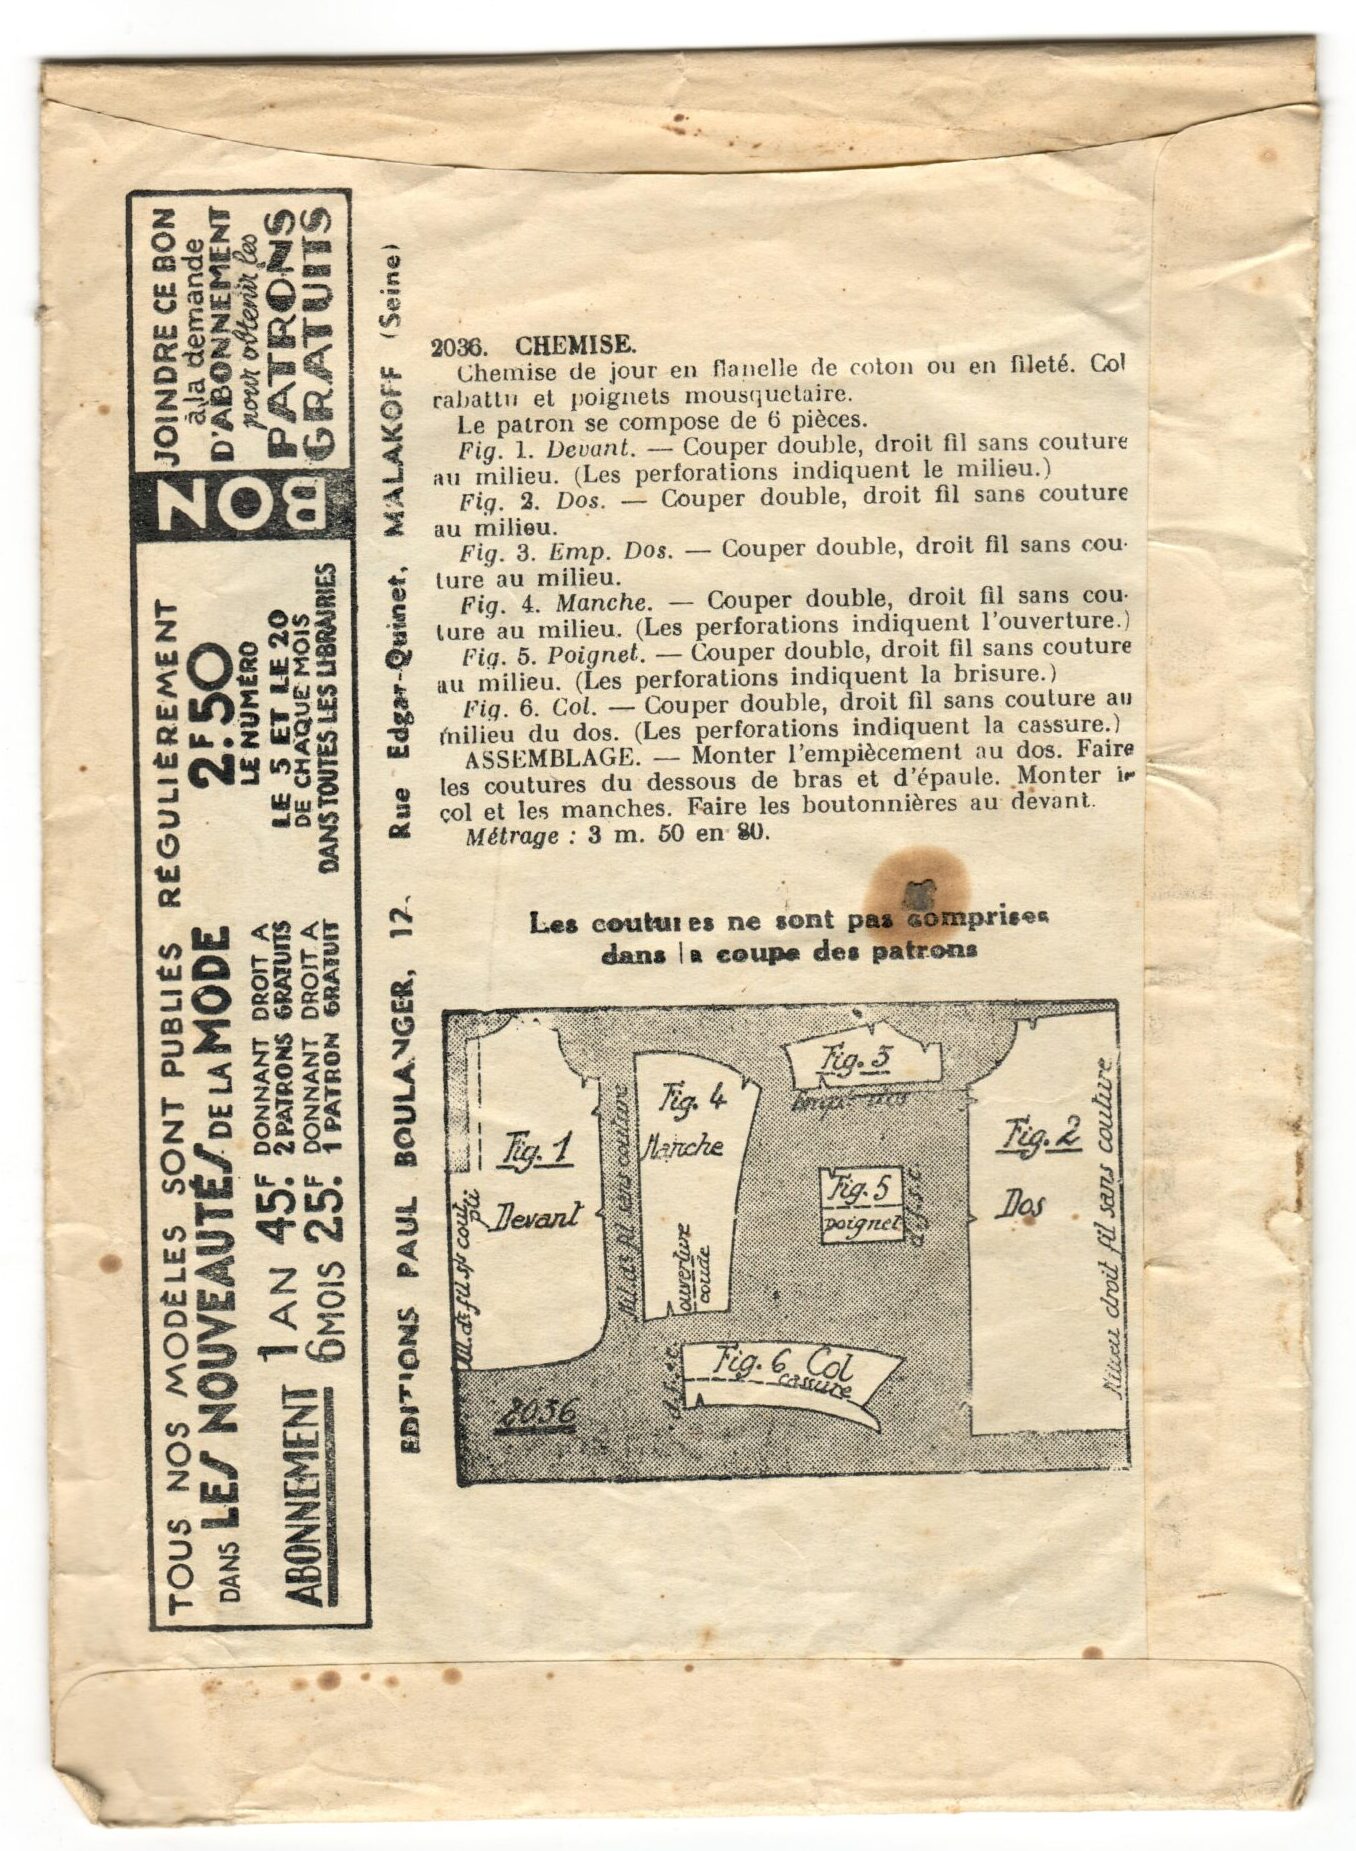 JOINDRE CE BON
à la demande
D'ABONNEMENT
pour obtenir les
PATRONS
GRATUITS
BON
TOUS NOS MODÈLES SONT PUBLIÉS RÉGULIÈREMENT
DANS LES NOUVEAUTÉS DE LA MODE
2F.50
LE NUMÉRO
LE 5 ET LE 20
DE CHAQUE MOIS
DANS TOUTES LES LIBRAIRIES
ABONNEMENT
1 AN 45.F DONNANT DROIT A
2 PATRONS GRATUITS
6 MOIS 25.F DONNANT DROIT A
1 PATRON GRATUIT
EDITIONS PAUL BOULANGER, 12, Rue Edgar-Quinet, MALAKOFF (Seine)
2036. CHEMISE.
Chemise de jour en flanelle de coton ou en fileté. Col
rabattu et poignets mousquetaire.
Le patron se compose de 6 pièces.
Fig. 1. Devant. — Couper double, droit fil sans couture
au milieu. (Les perforations indiquent le milieu.)
Fig. 2. Dos. — Couper double, droit fil sans couture
au milieu.
Fig. 3. Emp. Dos. — Couper double, droit fil sans cou-
ture au milieu.
Fig. 4. Manche. — Couper double, droit fil sans cou-
ture au milieu. (Les perforations indiquent l'ouverture.)
Fig. 5. Poignet. — Couper double, droit fil sans couture
au milieu. (Les perforations indiquent la brisure.)
Fig. 6. Col. — Couper double, droit fil sans couture au
milieu du dos. (Les perforations indiquent la cassure.)
ASSEMBLAGE. — Monter l'empiècement au dos. Faire
les coutures du dessous de bras et d'épaule. Monter le
col et les manches. Faire les boutonnières au devant.
Métrage : 3 m. 50 en 80.
Les coutures ne sont pas comprises
dans la coupe des patrons
Fig. 1
Devant
pli
Fig. 4
Manche
ouverture
coude
Fig. 3
Fig. 5
poignet
Fig. 2
Dos
droit fil sans couture
Fig. 6 Col
cassure
2036